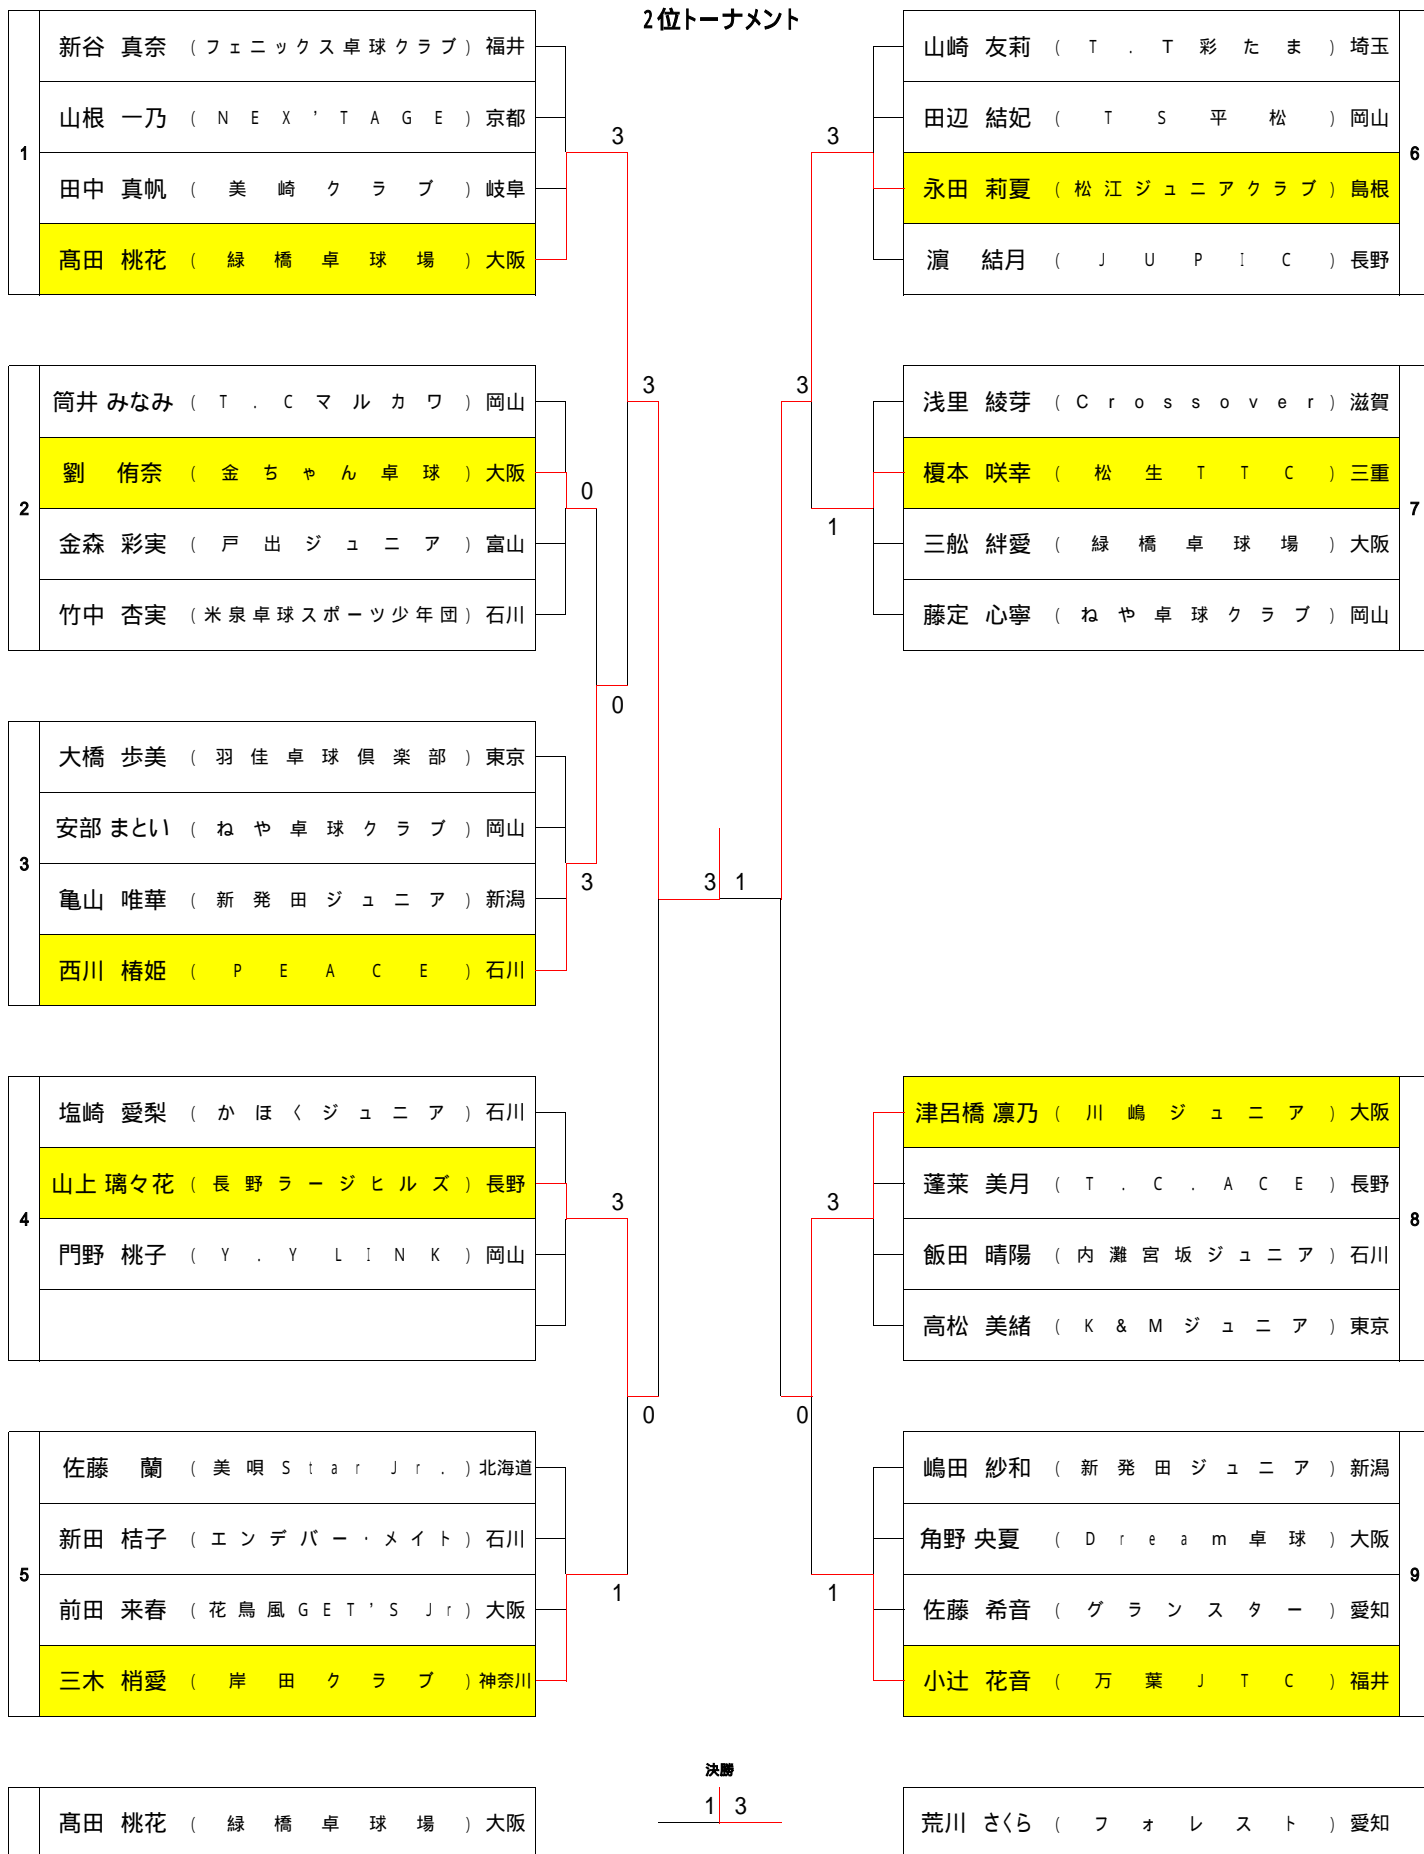 2位トーナメント
1
新谷 真奈 (フェニックス卓球クラブ) 福井
山根 一乃 (NEX'TAGE) 京都
田中 真帆 (美崎クラブ) 岐阜
髙田 桃花 (緑橋卓球場) 大阪
3
2
筒井 みなみ (T.Cマルカワ) 岡山
劉 侑奈 (金ちゃん卓球) 大阪
金森 彩実 (戸出ジュニア) 富山
竹中 杏実 (米泉卓球スポーツ少年団) 石川
3
0
0
3
大橋 歩美 (羽佳卓球倶楽部) 東京
安部 まとい (ねや卓球クラブ) 岡山
亀山 唯華 (新発田ジュニア) 新潟
西川 椿姫 (PEACE) 石川
3
3 1
4
塩崎 愛梨 (かほくジュニア) 石川
山上 璃々花 (長野ラージヒルズ) 長野
門野 桃子 (Y.Y LINK) 岡山
3
0
5
佐藤 蘭 (美唄Star Jr.) 北海道
新田 桔子 (エンデバー・メイト) 石川
前田 来春 (花鳥風GET'S Jr) 大阪
三木 梢愛 (岸田クラブ) 神奈川
1
6
山崎 友莉 (T.T彩たま) 埼玉
田辺 結妃 (TS平松) 岡山
永田 莉夏 (松江ジュニアクラブ) 島根
濵 結月 (JUPIC) 長野
3
3
7
浅里 綾芽 (Crossover) 滋賀
榎本 咲幸 (松生TTC) 三重
三舩 絆愛 (緑橋卓球場) 大阪
藤定 心寧 (ねや卓球クラブ) 岡山
1
8
津呂橋 凛乃 (川嶋ジュニア) 大阪
蓬莱 美月 (T.C.ACE) 長野
飯田 晴陽 (内灘宮坂ジュニア) 石川
高松 美緒 (K&Mジュニア) 東京
3
0
9
嶋田 紗和 (新発田ジュニア) 新潟
角野 央夏 (Dream卓球) 大阪
佐藤 希音 (グランスター) 愛知
小辻 花音 (万葉JTC) 福井
1
決勝
髙田 桃花 (緑橋卓球場) 大阪
1 3
荒川 さくら (フォレスト) 愛知